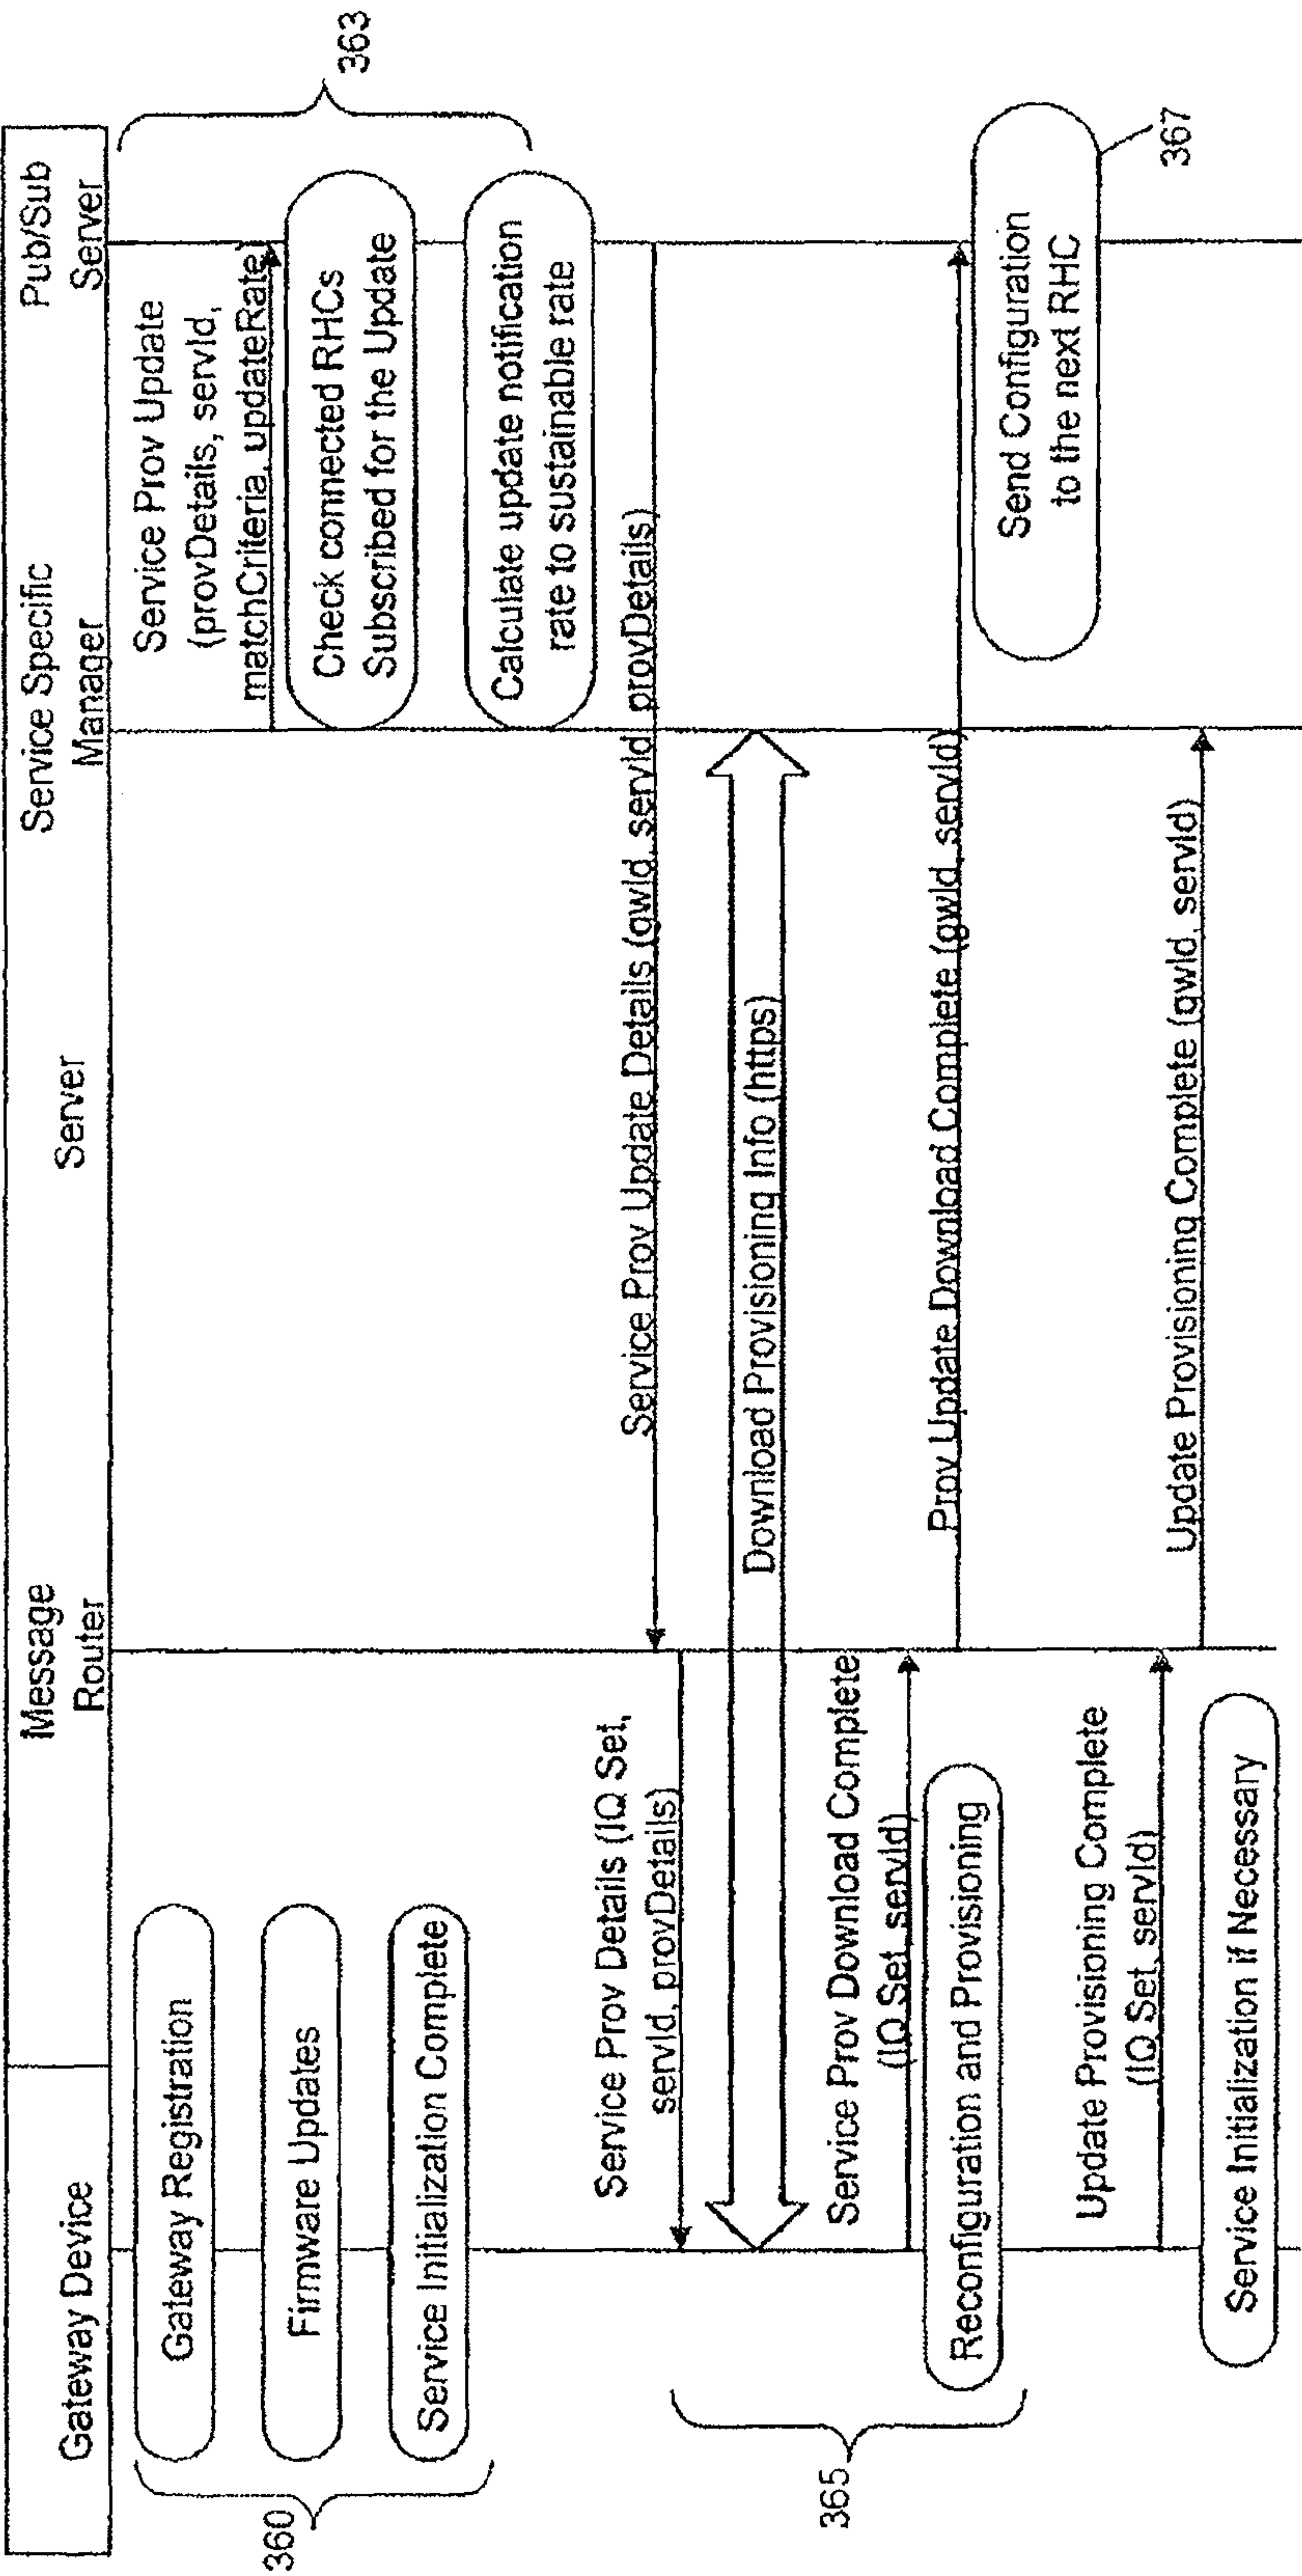 Gateway Device
Message
Router
Server
Service Specific
Manager
Pub/Sub
Server
Gateway Registration
Firmware Updates
Service Initialization Complete
360
Service Prov Update
(provDetails, servId,
matchCriteria, updateRate)
Check connected RHCs
Subscribed for the Update
Calculate update notification
rate to sustainable rate
363
Service Prov Update Details (gwId, servId, provDetails)
Service Prov Details (IQ Set,
servId, provDetails)
Download Provisioning Info (https)
Service Prov Download Complete
(IQ Set, servId)
Prov Update Download Complete (gwId, servId)
Reconfiguration and Provisioning
365
Send Configuration
to the next RHC
367
Update Provisioning Complete
(IQ Set, servId)
Update Provisioning Complete (gwId, servId)
Service Initialization if Necessary